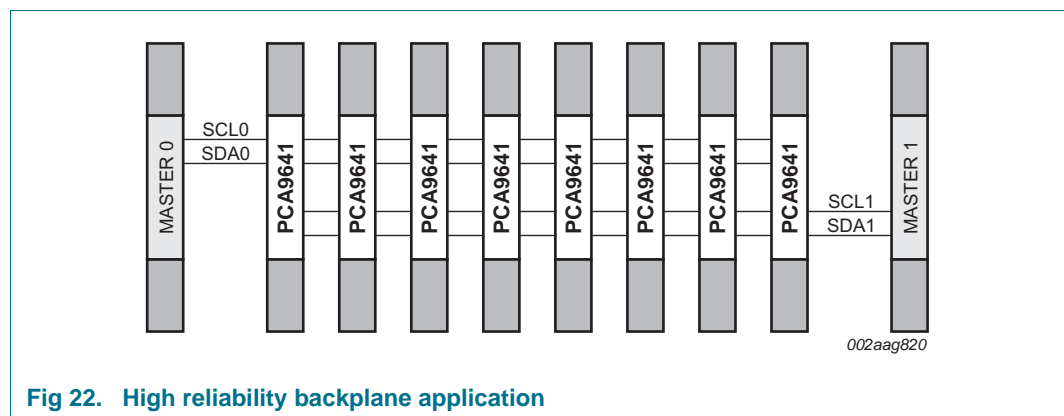 MASTER 0
SCL0
SDA0
PCA9641
PCA9641
PCA9641
PCA9641
PCA9641
PCA9641
PCA9641
PCA9641
SCL1
SDA1
MASTER 1
002aag820
Fig 22. High reliability backplane application